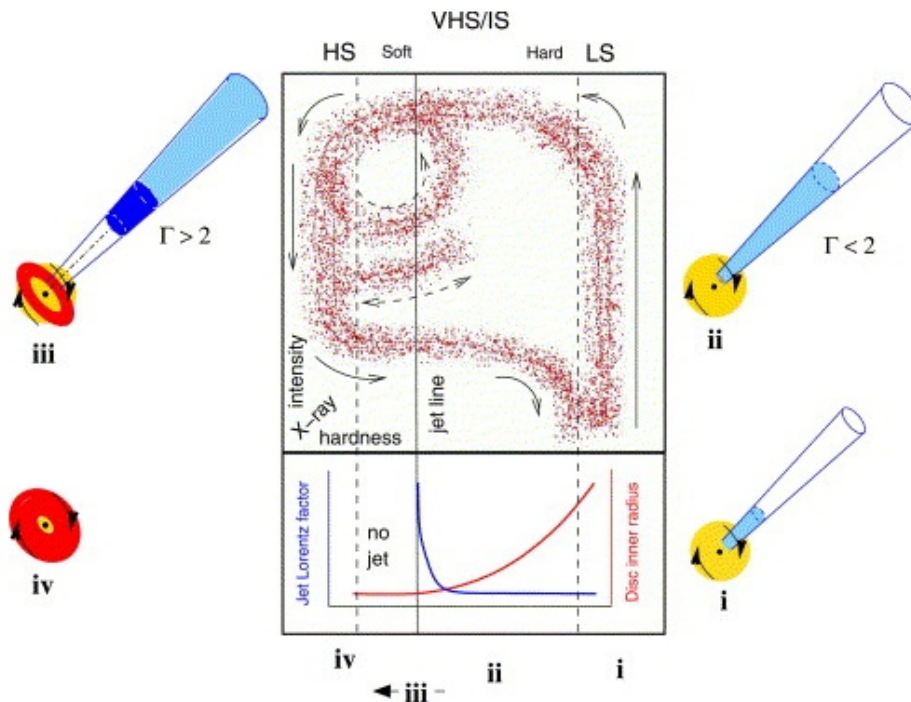 VHS/IS
HS Soft Hard LS
Γ > 2
Γ < 2
iii
ii
X-ray
intensity
hardness
jet line
Jet Lorentz factor
no
jet
Disc inner radius
iv
i
iv ii i
iii